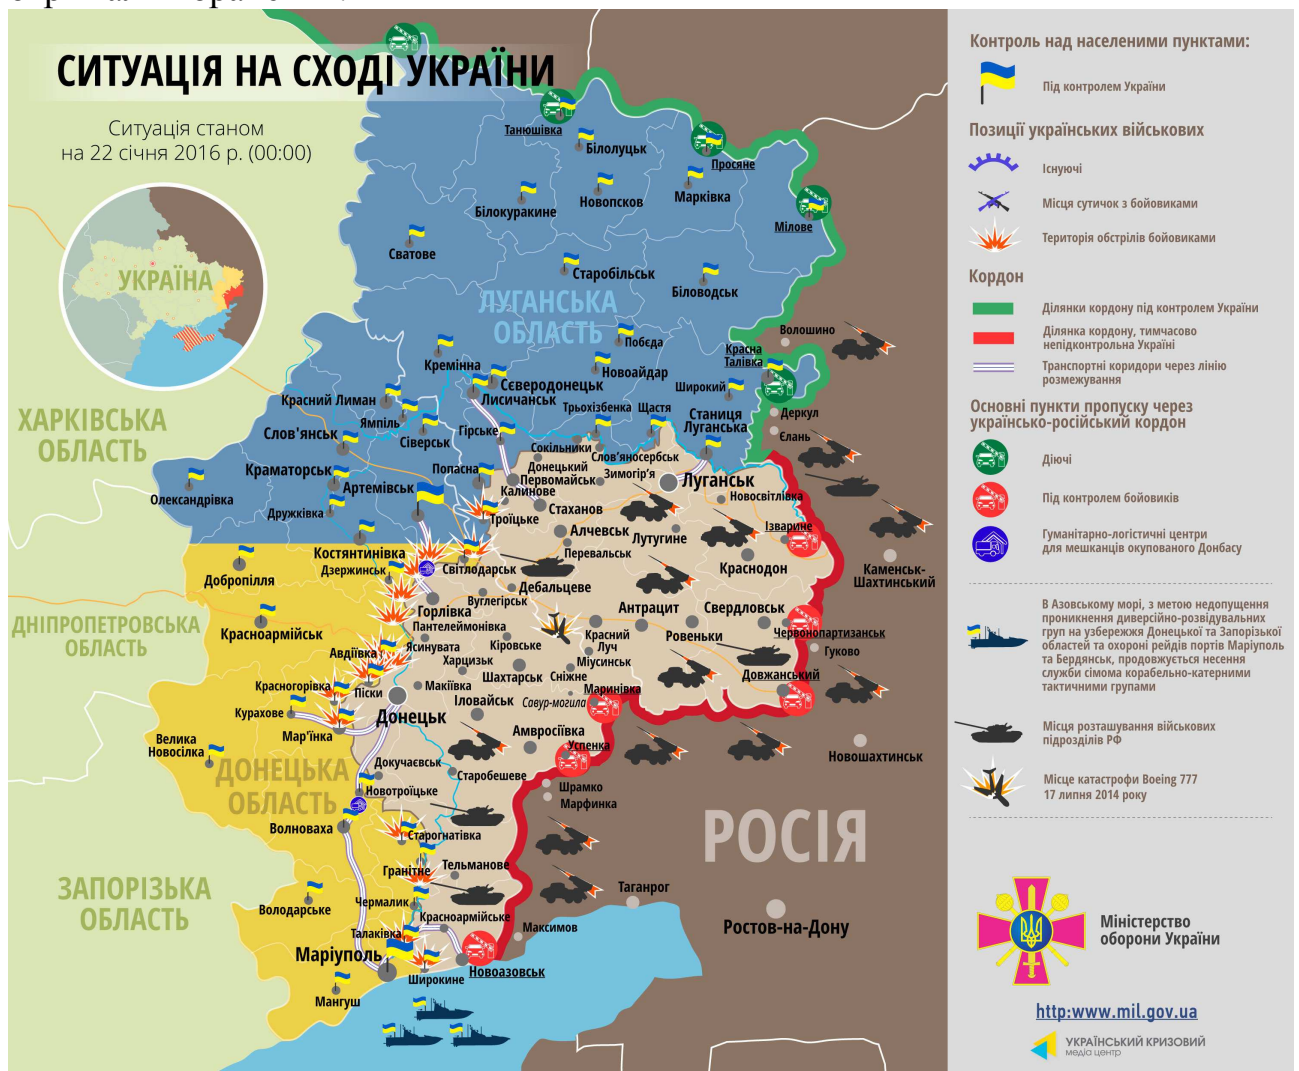 СИТУАЦІЯ НА СХОДІ УКРАЇНИ
Ситуація станом
на 22 січня 2016 р. (00:00)
УКРАЇНА
ХАРКІВСЬКА
ОБЛАСТЬ
ДНІПРОПЕТРОВСЬКА
ОБЛАСТЬ
ЗАПОРІЗЬКА
ОБЛАСТЬ
ЛУГАНСЬКА
ОБЛАСТЬ
ДОНЕЦЬКА
ОБЛАСТЬ
РОСІЯ
Танюшівка
Білолуцьк
Просяне
Білокуракине
Новопсков
Марківка
Мілове
Сватове
Старобільськ
Біловодськ
Волошино
Побєда
Красна
Талівка
Кремінна
Новоайдар
Сєверодонецьк
Широкий
Лисичанськ
Красний Лиман
Трьохізбенка
Щастя
Станиця
Луганська
Деркул
Ямпіль
Єлань
Слов'янськ
Сіверськ
Гірське
Сокільники
Слов'яносербськ
Краматорськ
Попасна
Донецький
Первомайськ
Зимогір'я
Луганськ
Олександрівка
Артемівськ
Калинове
Новосвітлівка
Дружківка
Троїцьке
Стаханов
Ізварине
Алчевськ
Лутугине
Костянтинівка
Перевальськ
Дзержинськ
Світлодарськ
Краснодон
Каменськ-
Шахтинський
Добропілля
Дебальцеве
Вуглегірськ
Горлівка
Антрацит
Свердловськ
Пантелеймонівка
Красноармійськ
Кіровське
Красний
Луч
Ровеньки
Червонопартизанськ
Авдіївка
Ясинувата
Гуково
Харцизьк
Міусинськ
Шахтарськ
Сніжне
Довжанський
Красногорівка
Піски
Макіївка
Маринівка
Іловайськ
Савур-могила
Курахове
Донецьк
Мар'їнка
Амвросіївка
Велика
Новосілка
Успенка
Новошахтинськ
Докучаєвськ
Старобешеве
Новотроїцьке
Шрамко
Марфинка
Волноваха
Старогнатівка
Гранітне
Тельманове
Таганрог
Володарське
Чермалик
Красноармійське
Ростов-на-Дону
Талаківка
Максимов
Маріуполь
Широкине
Новоазовськ
Мангуш
Контроль над населеними пунктами:
Під контролем України
Позиції українських військових
Існуючі
Місця сутичок з бойовиками
Територія обстрілів бойовиками
Кордон
Ділянки кордону під контролем України
Ділянка кордону, тимчасово
непідконтрольна Україні
Транспортні коридори через лінію
розмежування
Основні пункти пропуску через
українсько-російський кордон
Діючі
Під контролем бойовиків
Гуманітарно-логістичні центри
для мешканців окупованого Донбасу
В Азовському морі, з метою недопущення
проникнення диверсійно-розвідувальних
груп на узбережжя Донецької та Запорізької
областей та охороні рейдів портів Маріуполь
та Бердянськ, продовжується несення
служби сімома корабельно-катерними
тактичними групами
Місця розташування військових
підрозділів РФ
Місце катастрофи Boeing 777
17 липня 2014 року
Міністерство
оборони України
http:www.mil.gov.ua
УКРАЇНСЬКИЙ КРИЗОВИЙ
медіа центр